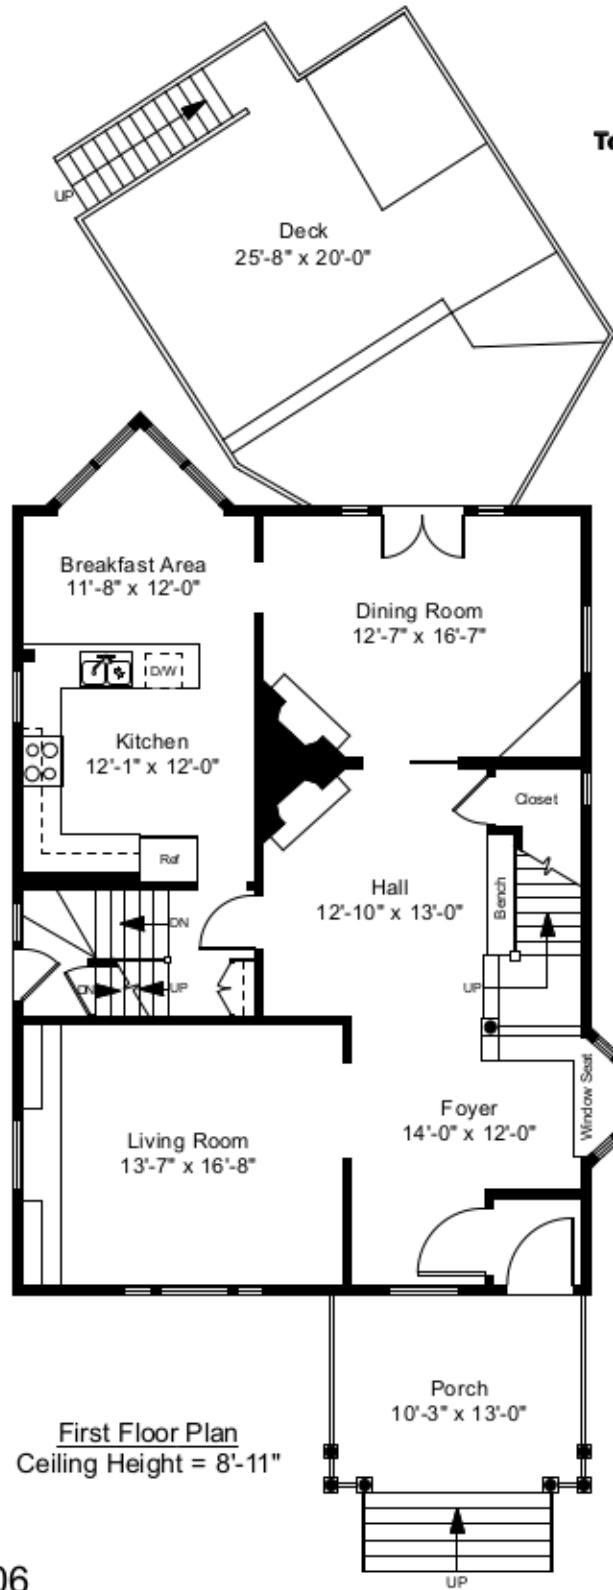 To
UP
Deck
25'-8" x 20'-0"
Breakfast Area
11'-8" x 12'-0"
Dining Room
12'-7" x 16'-7"
D/W
Kitchen
12'-1" x 12'-0"
Closet
Ref
Hall
12'-10" x 13'-0"
Bench
DN
UP
DN
UP
Window Seat
Foyer
14'-0" x 12'-0"
Living Room
13'-7" x 16'-8"
Porch
10'-3" x 13'-0"
First Floor Plan
Ceiling Height = 8'-11"
UP
06